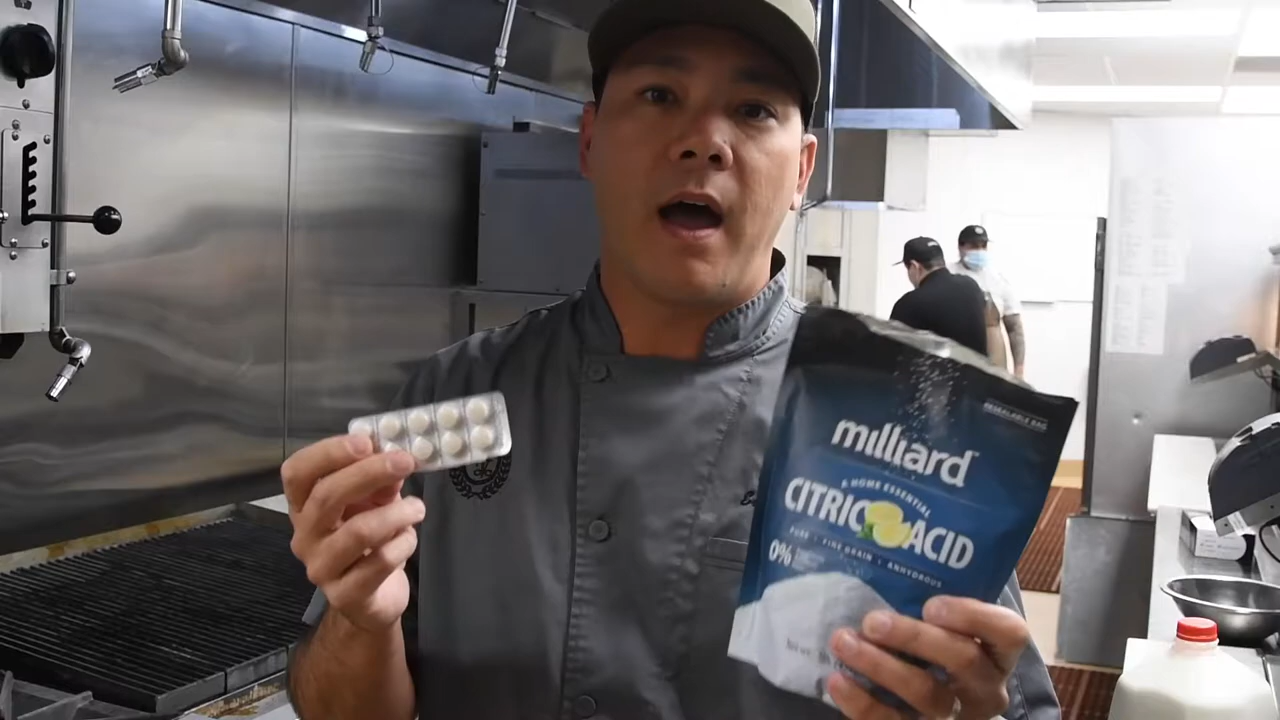 RESEALABLE BAG
milliard
A HOME ESSENTIAL
CITRIC ACID
PURE • FINE GRAIN • ANHYDROUS
0%